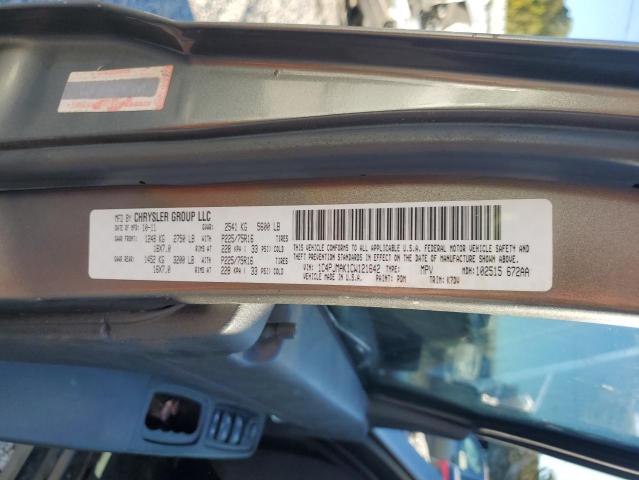 MFD BY CHRYSLER GROUP LLC
DATE OF MFR: 10-11 GVWR: 2541 KG 5600 LB
GAWR FRONT: 1248 KG 2750 LB WITH P225/75R16 TIRES
16X7.0 RIMS AT 228 KPA ( 33 PSI) COLD
GAWR REAR: 1452 KG 3200 LB WITH P225/75R16 TIRES
16X7.0 RIMS AT 228 KPA ( 33 PSI) COLD
THIS VEHICLE CONFORMS TO ALL APPLICABLE U.S.A. FEDERAL MOTOR VEHICLE SAFETY AND
THEFT PREVENTION STANDARDS IN EFFECT ON THE DATE OF MANUFACTURE SHOWN ABOVE.
VIN: 1C4PJMAK1CW121642 TYPE: MPV MDH: 102515 672AA
VEHICLE MADE IN U.S.A. PAINT: PDM TRIM: K7DV